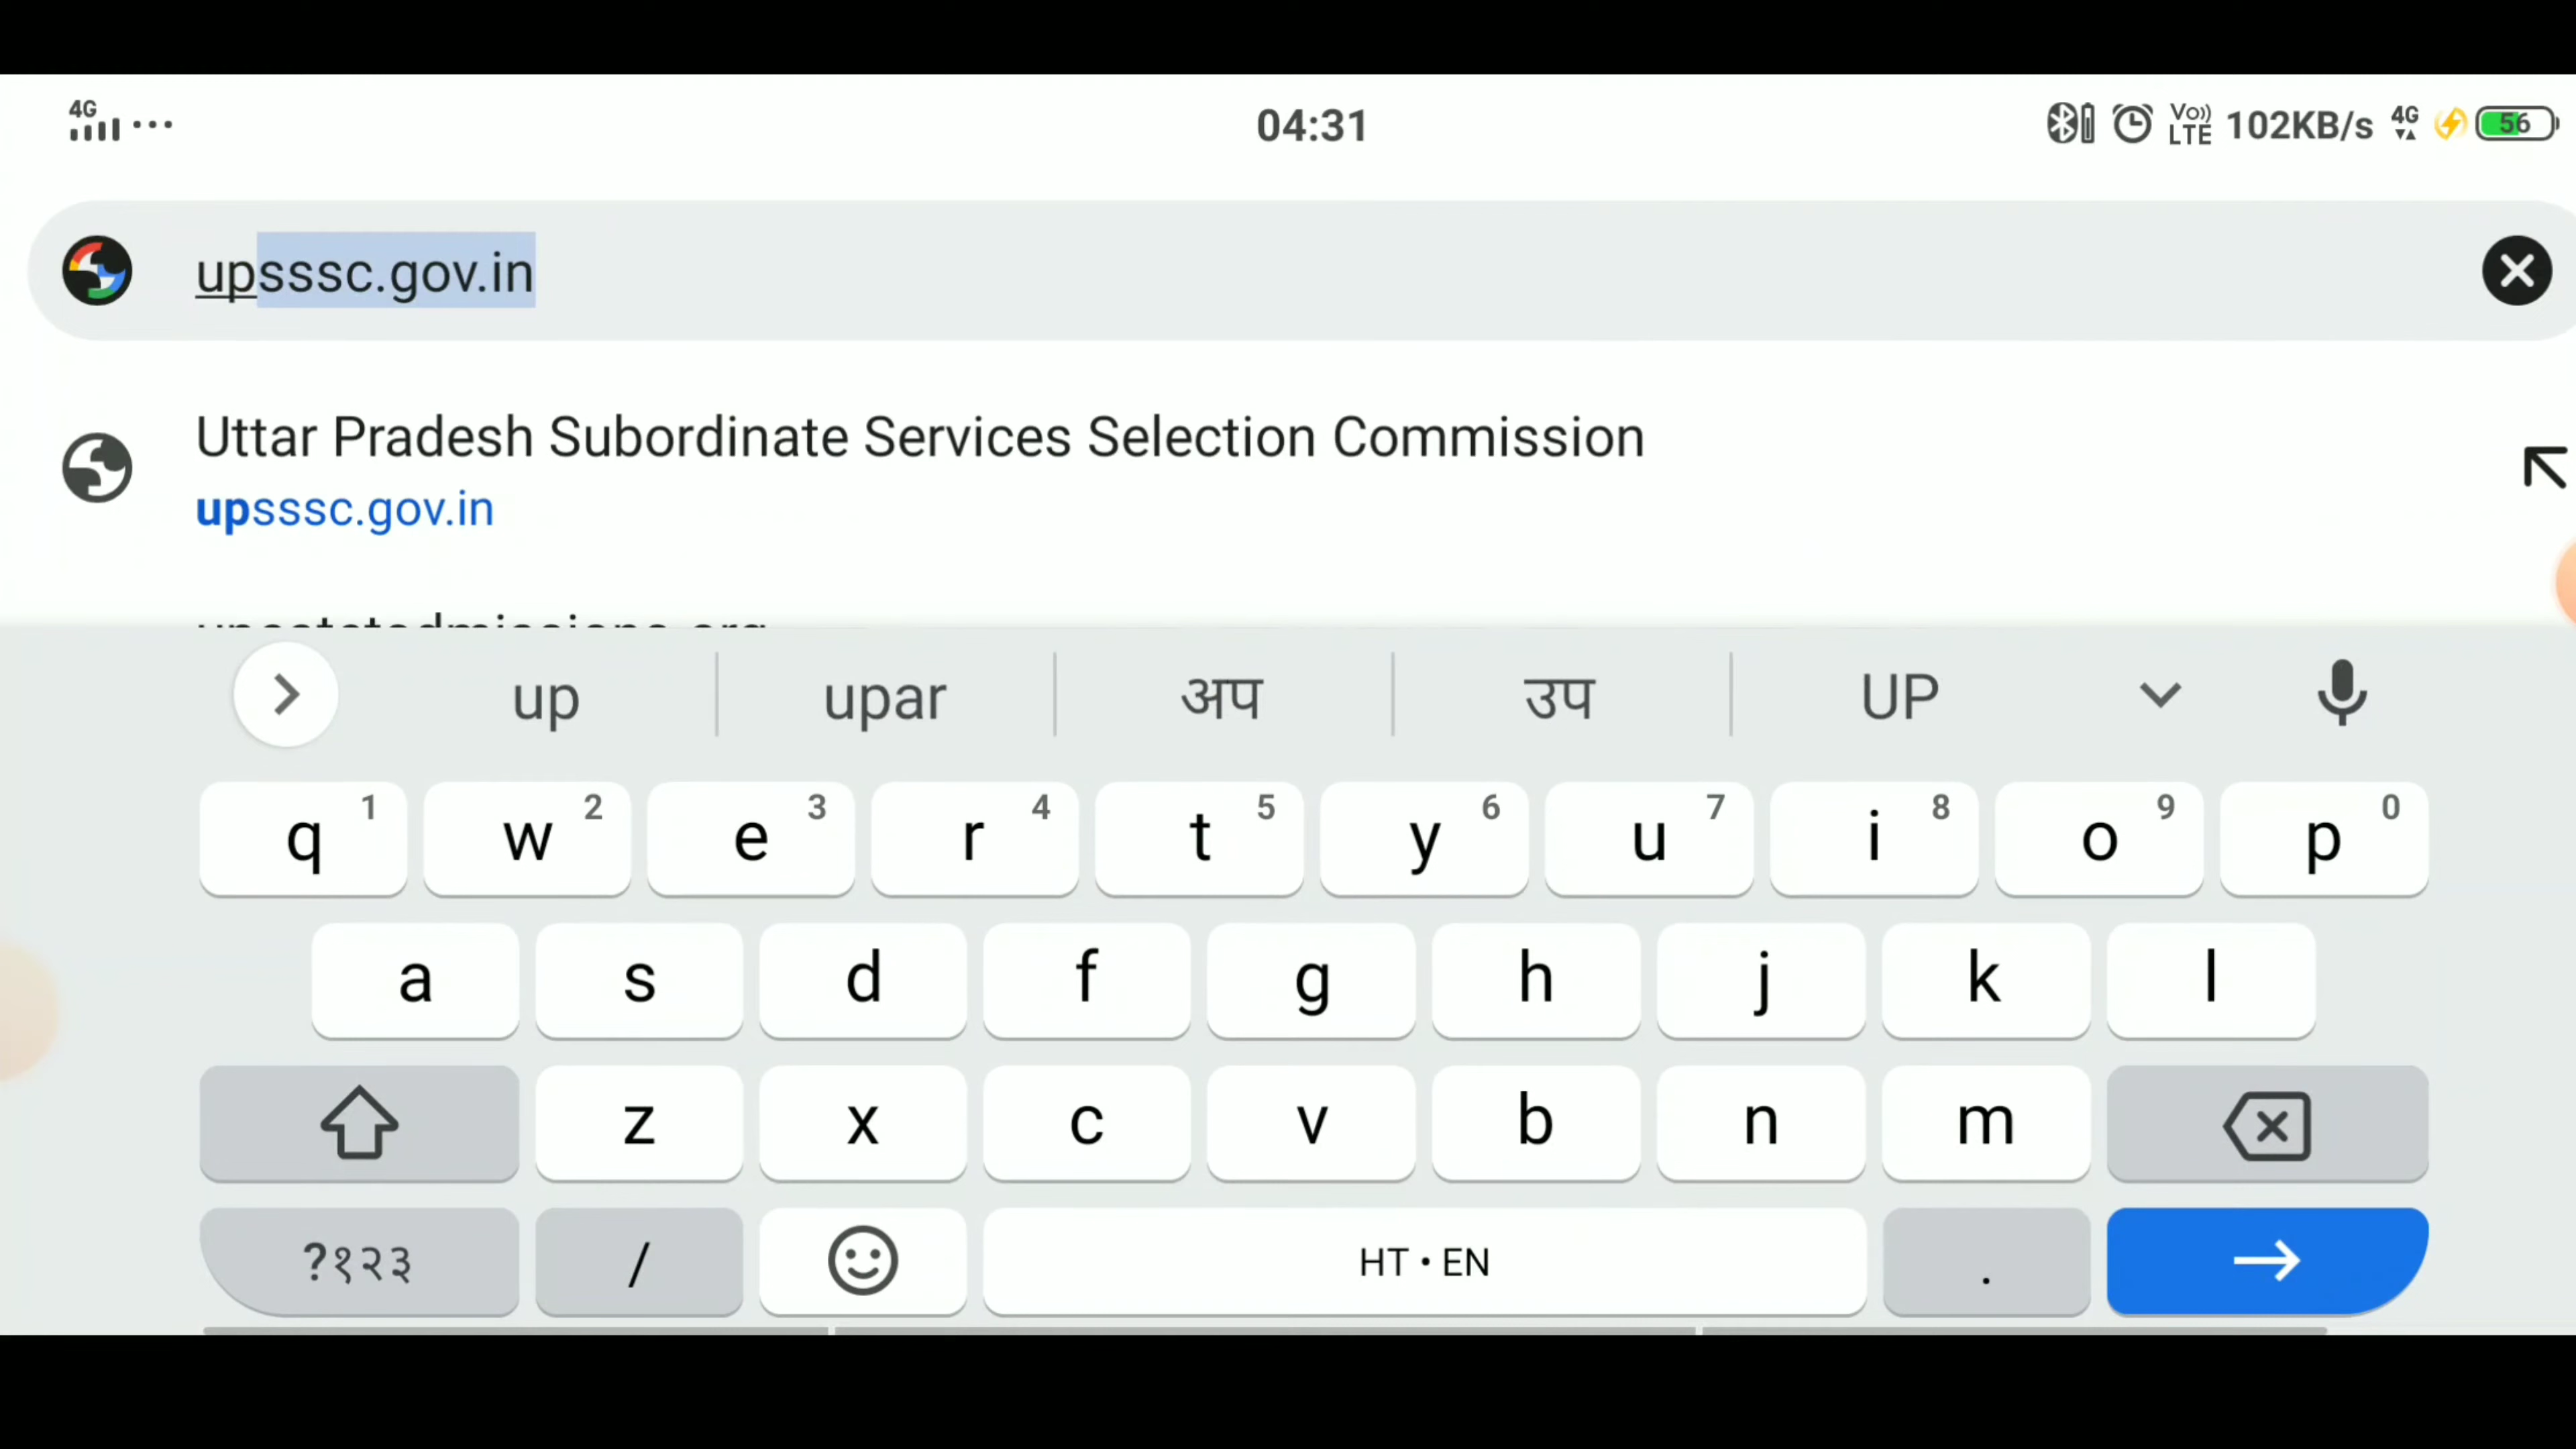 4G ...
04:31
Vo)) LTE 102KB/s 4G 56
upsssc.gov.in
Uttar Pradesh Subordinate Services Selection Commission
upsssc.gov.in
up upar अप उप UP
q 1 w 2 e 3 r 4 t 5 y 6 u 7 i 8 o 9 p 0
a s d f g h j k l
z x c v b n m
?१२३ / HT • EN .